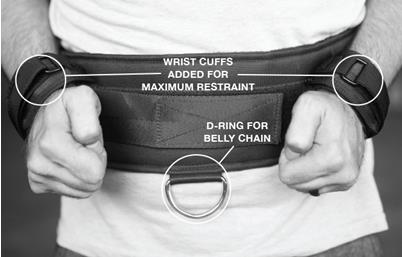 WRIST CUFFS
ADDED FOR
MAXIMUM RESTRAINT
D-RING FOR
BELLY CHAIN